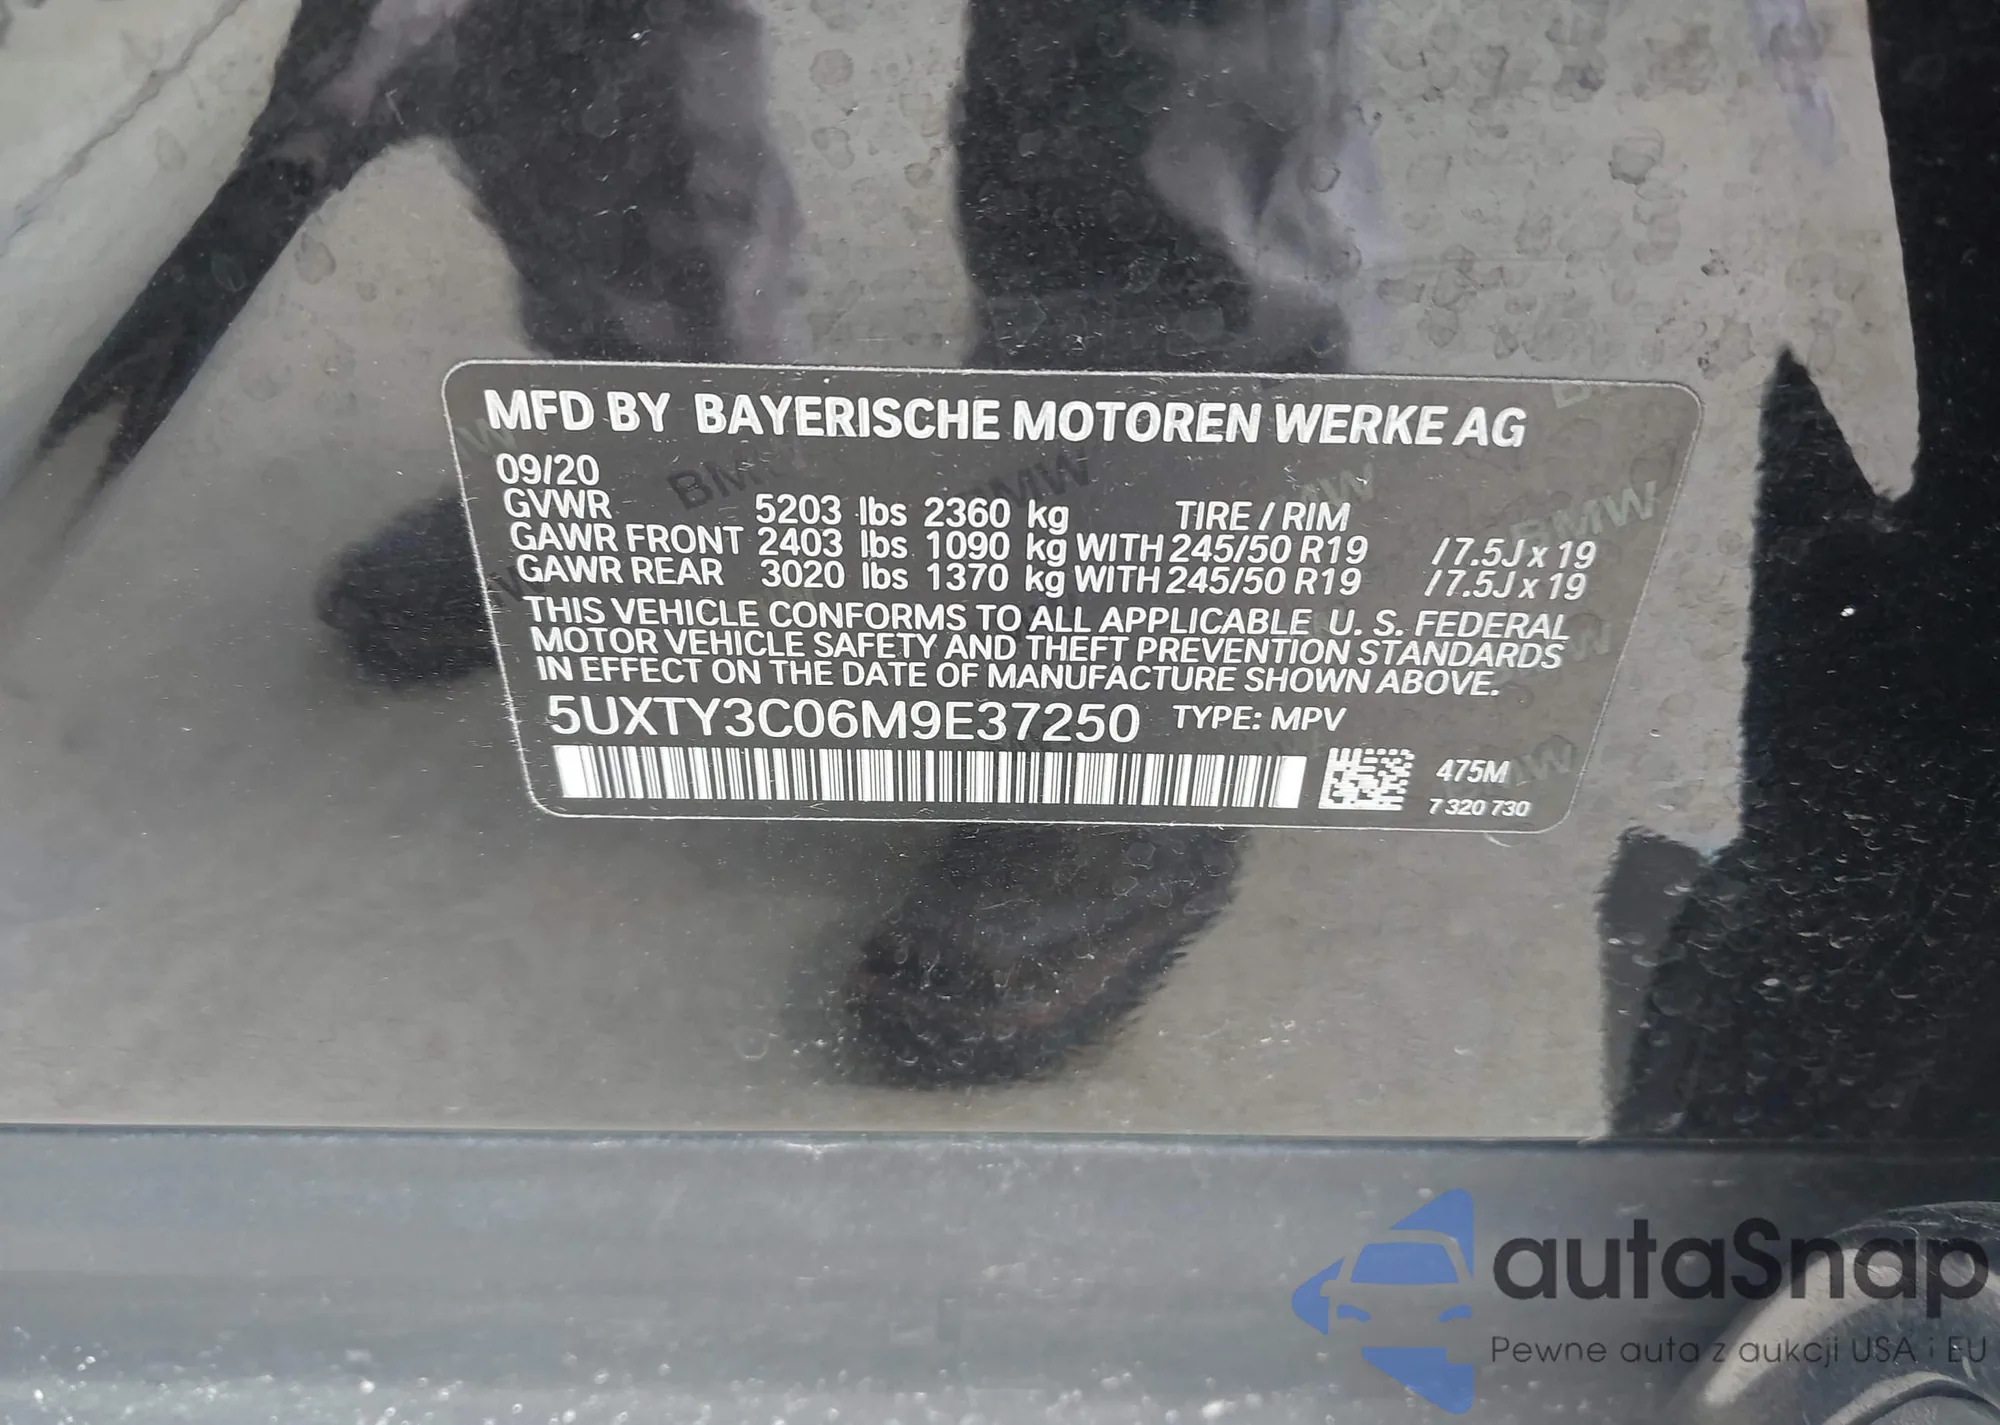 MFD BY BAYERISCHE MOTOREN WERKE AG
09/20
GVWR 5203 lbs 2360 kg TIRE / RIM
GAWR FRONT 2403 lbs 1090 kg WITH 245/50 R19 / 7.5J x 19
GAWR REAR 3020 lbs 1370 kg WITH 245/50 R19 / 7.5J x 19
THIS VEHICLE CONFORMS TO ALL APPLICABLE U. S. FEDERAL
MOTOR VEHICLE SAFETY AND THEFT PREVENTION STANDARDS
IN EFFECT ON THE DATE OF MANUFACTURE SHOWN ABOVE.
5UXTY3C06M9E37250 TYPE: MPV
475M
7 320 730
autaSnap
Pewne auta z aukcji USA i EU